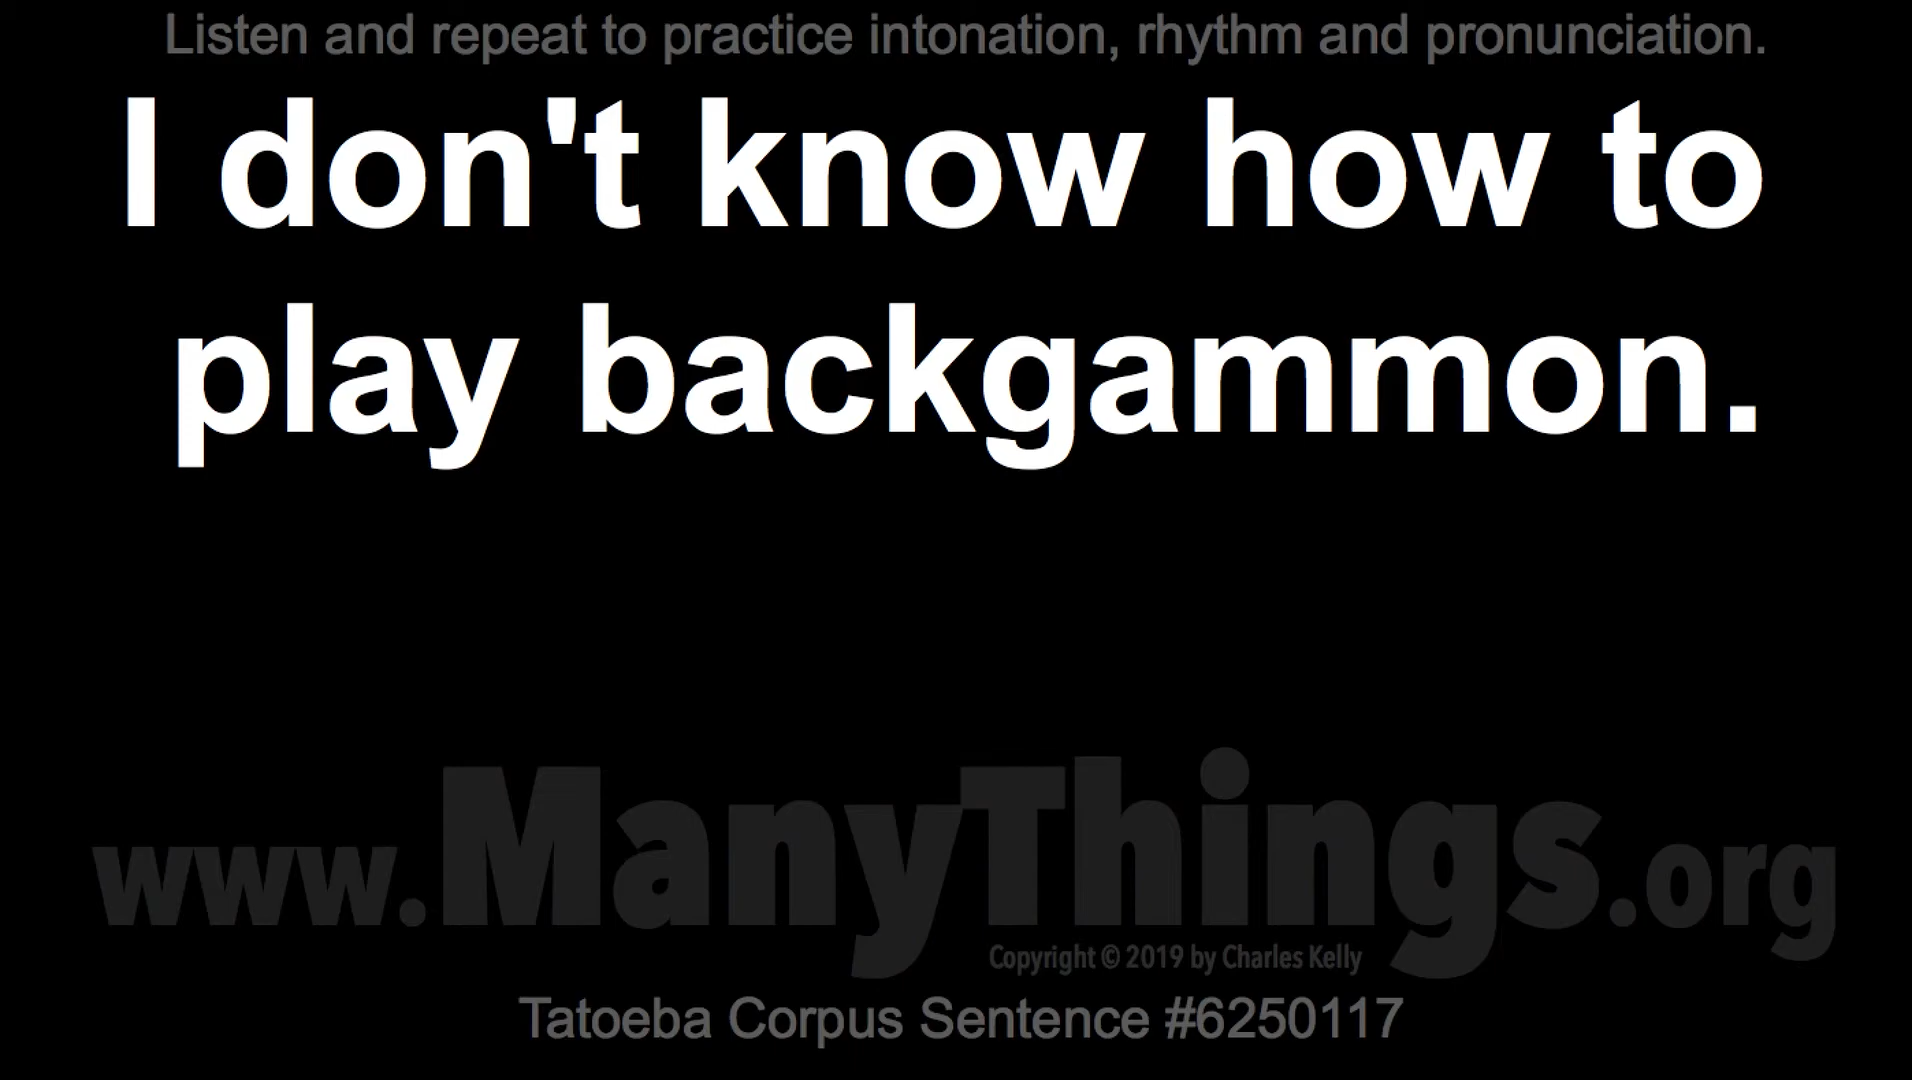 Listen and repeat to practice intonation, rhythm and pronunciation.
I don't know how to
play backgammon.
www.ManyThings.org
Copyright © 2019 by Charles Kelly
Tatoeba Corpus Sentence #6250117